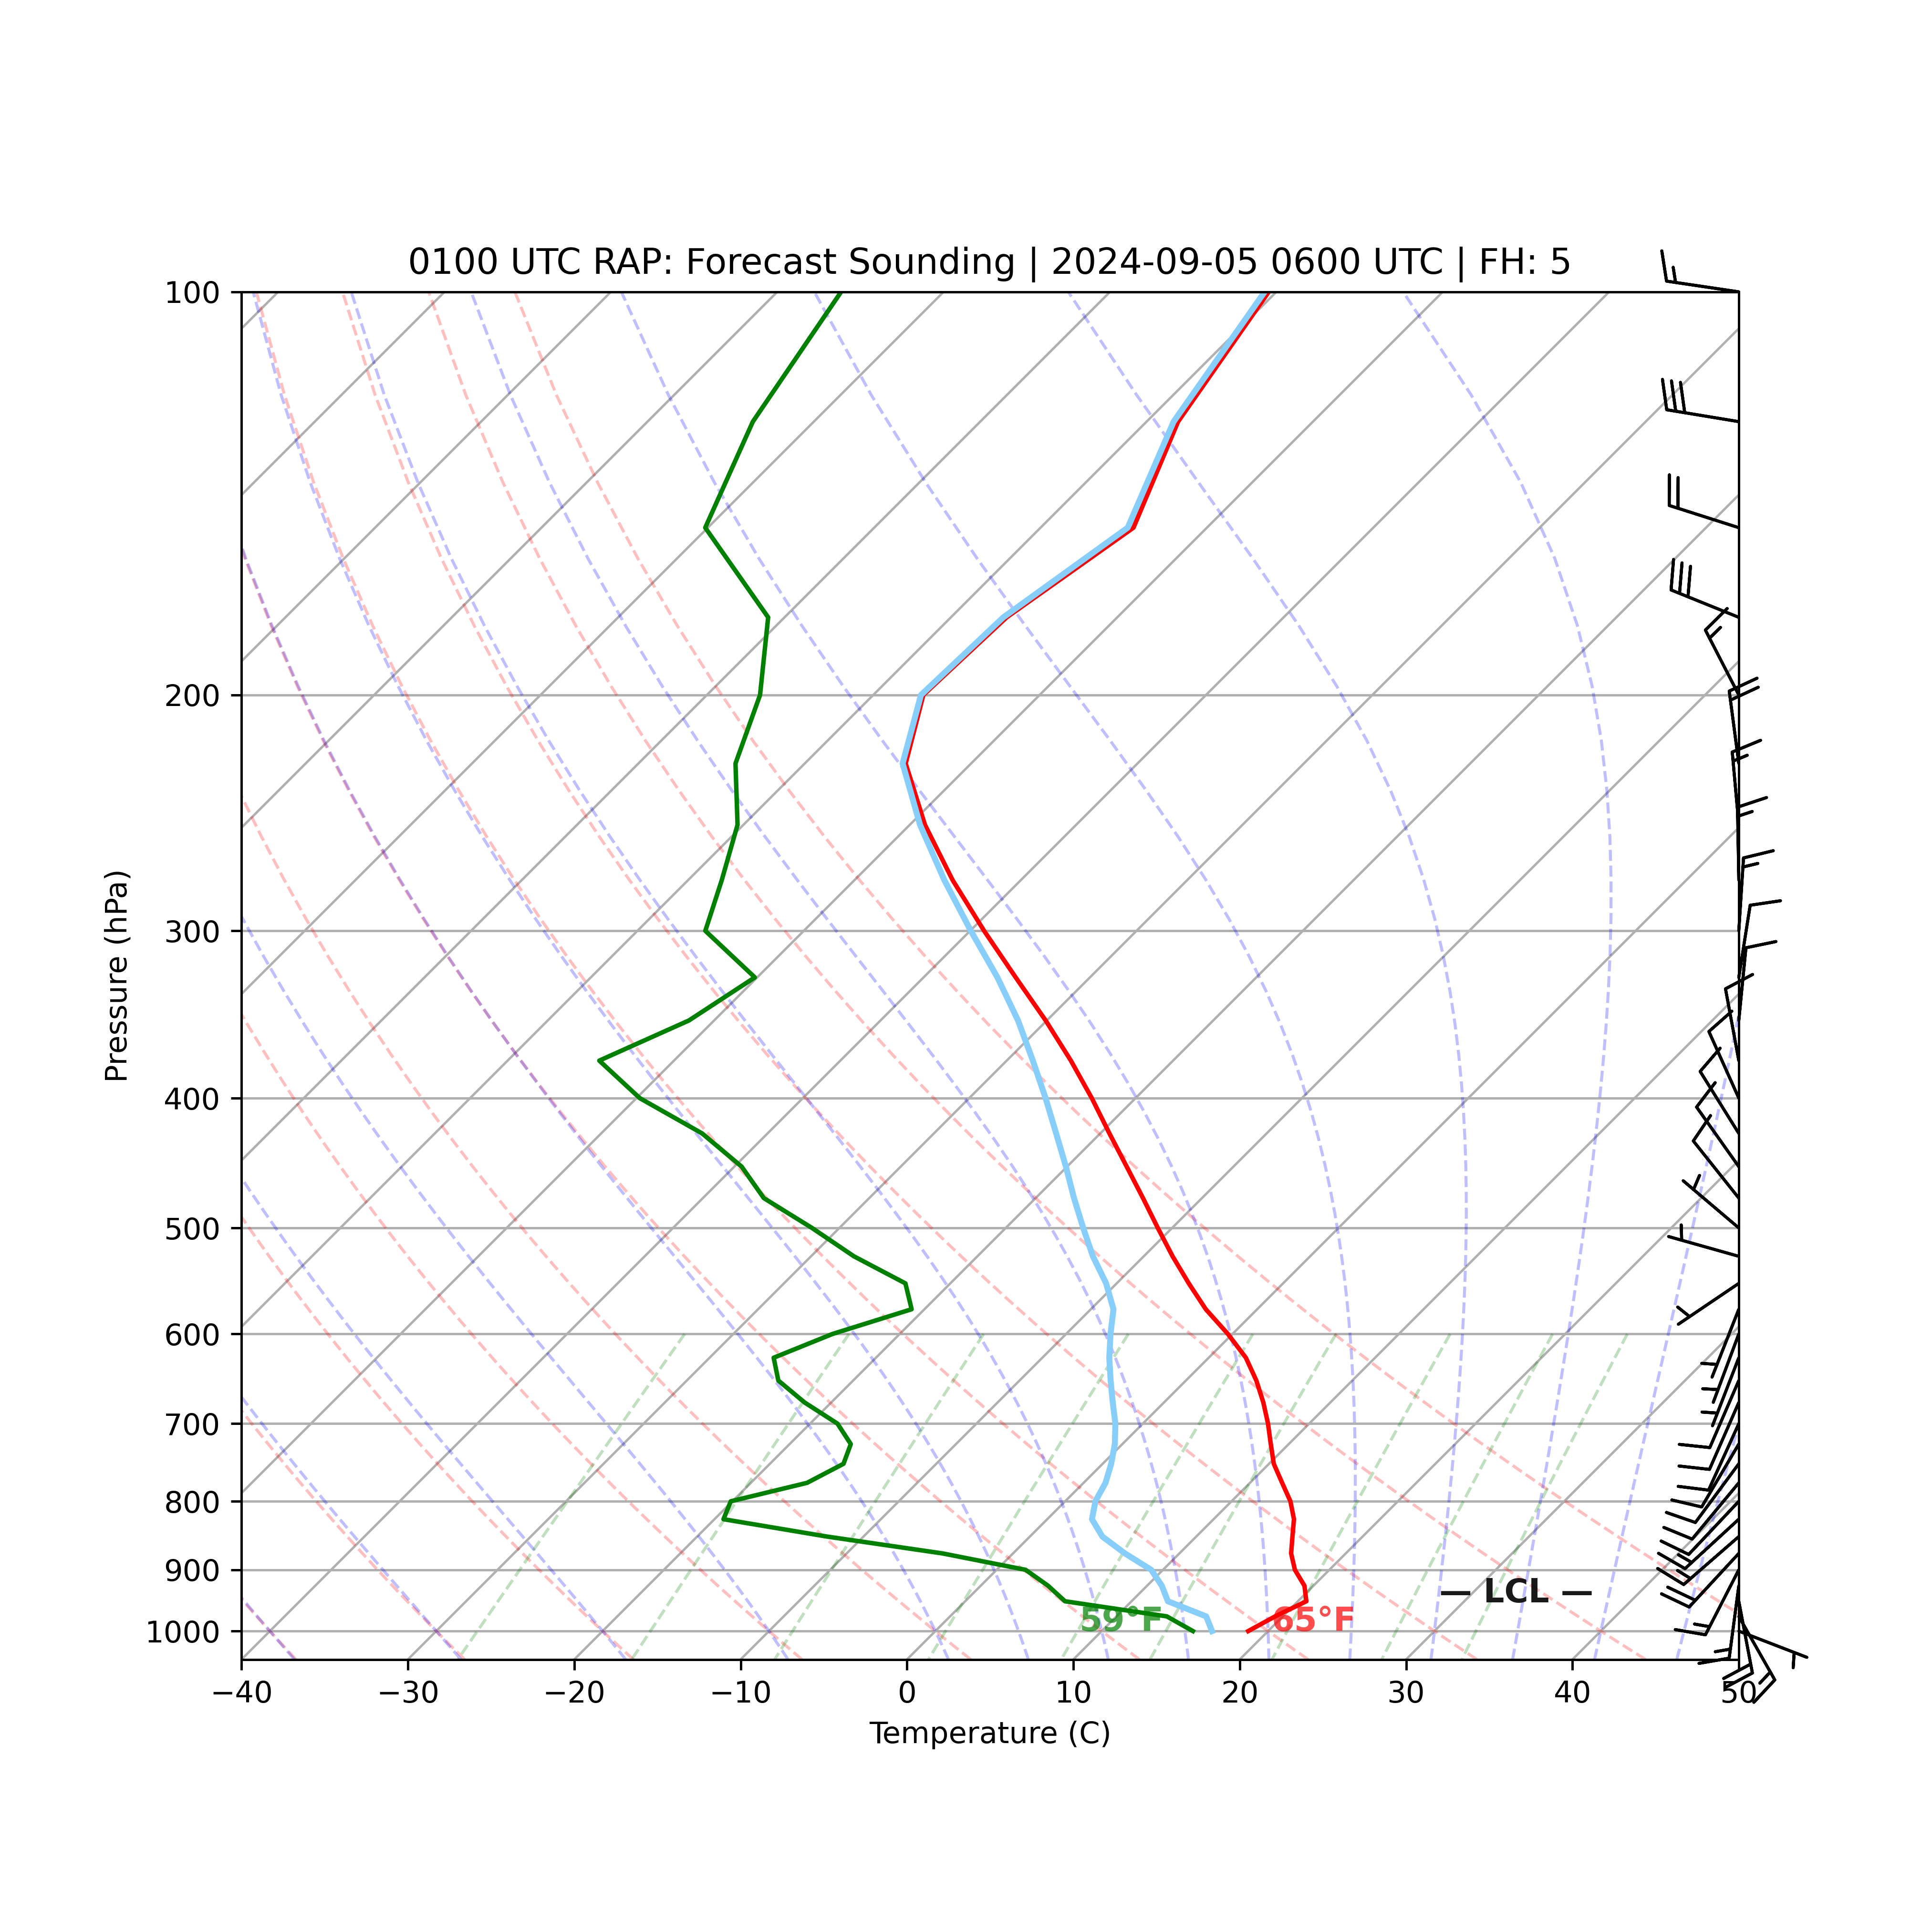 0100 UTC RAP: Forecast Sounding | 2024-09-05 0600 UTC | FH: 5
100
200
300
400
500
600
700
800
900
1000
Pressure (hPa)
— LCL —
59°F
65°F
−40 −30 −20 −10 0 10 20 30 40 50
Temperature (C)